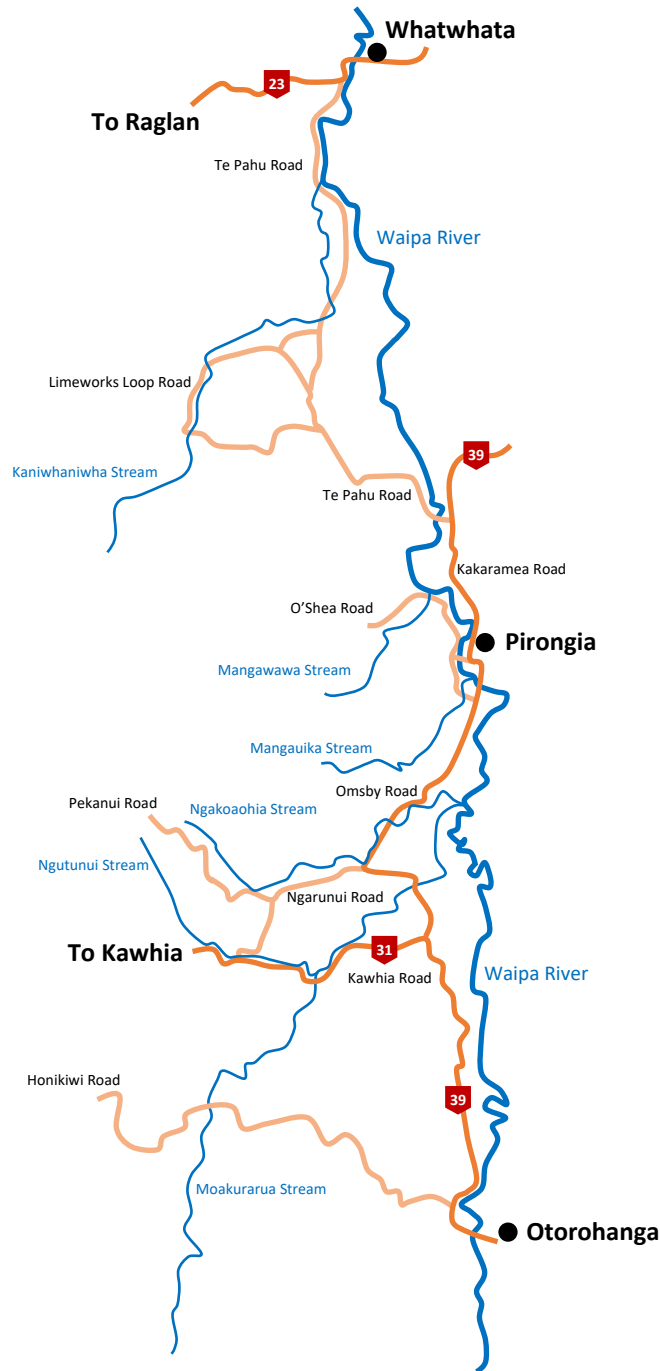 Whatwhata
23
To Raglan
Te Pahu Road
Waipa River
Limeworks Loop Road
39
Kaniwhaniwha Stream
Te Pahu Road
Kakaramea Road
O'Shea Road
Pirongia
Mangawawa Stream
Mangauika Stream
Omsby Road
Pekanui Road
Ngakoaohia Stream
Ngutunui Stream
Ngarunui Road
To Kawhia
31
Kawhia Road
Waipa River
Honikiwi Road
39
Moakurarua Stream
Otorohanga